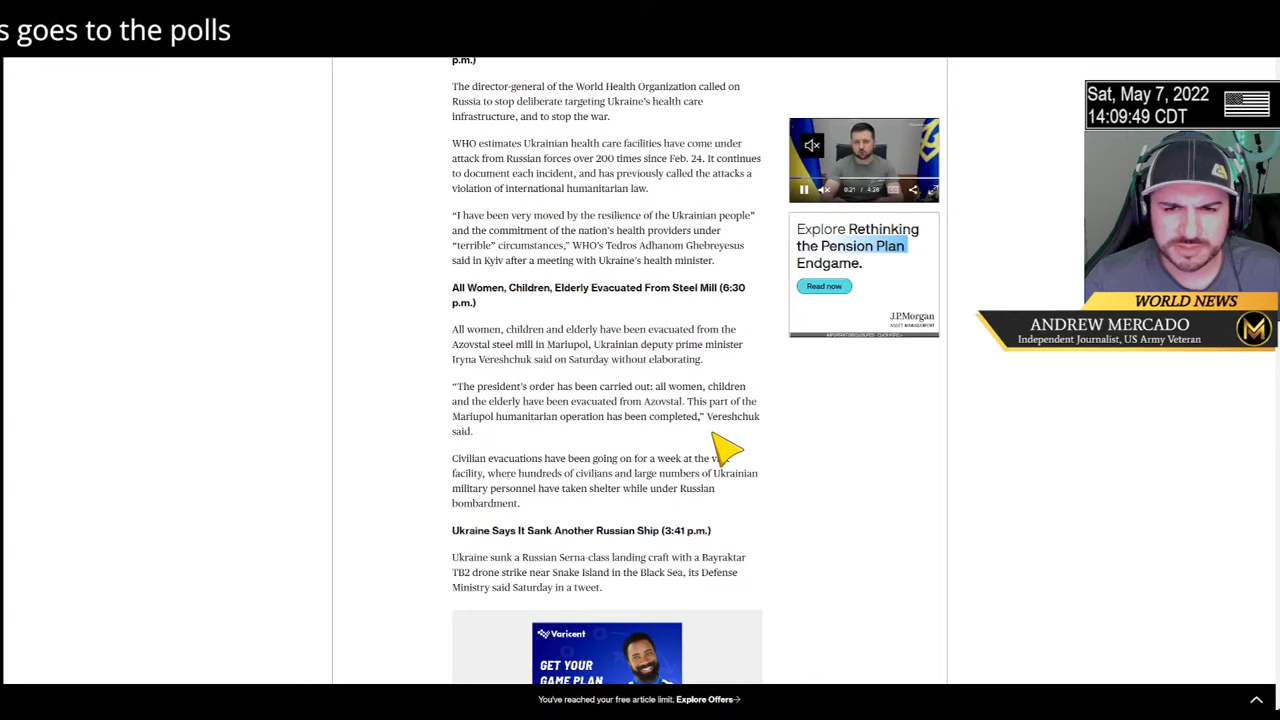 s goes to the polls
p.m.)
The director-general of the World Health Organization called on
Russia to stop deliberate targeting Ukraine's health care
infrastructure, and to stop the war.
WHO estimates Ukrainian health care facilities have come under
attack from Russian forces over 200 times since Feb. 24. It continues
to document each incident, and has previously called the attacks a
violation of international humanitarian law.
“I have been very moved by the resilience of the Ukrainian people”
and the commitment of the nation's health providers under
“terrible” circumstances,” WHO's Tedros Adhanom Ghebreyesus
said in Kyiv after a meeting with Ukraine's health minister.
All Women, Children, Elderly Evacuated From Steel Mill (6:30
p.m.)
All women, children and elderly have been evacuated from the
Azovstal steel mill in Mariupol, Ukrainian deputy prime minister
Iryna Vereshchuk said on Saturday without elaborating.
“The president's order has been carried out: all women, children
and the elderly have been evacuated from Azovstal. This part of the
Mariupol humanitarian operation has been completed,” Vereshchuk
said.
Civilian evacuations have been going on for a week at the
facility, where hundreds of civilians and large numbers of Ukrainian
military personnel have taken shelter while under Russian
bombardment.
Ukraine Says It Sank Another Russian Ship (3:41 p.m.)
Ukraine sunk a Russian Serna-class landing craft with a Bayraktar
TB2 drone strike near Snake Island in the Black Sea, its Defense
Ministry said Saturday in a tweet.
Varicent
GET YOUR
GAME PLAN
0:21 / 4:28
Explore Rethinking
the Pension Plan
Endgame.
Read now
J.P.Morgan
ASSET MANAGEMENT
Sat, May 7, 2022
14:09:49 CDT
WORLD NEWS
ANDREW MERCADO
Independent Journalist, US Army Veteran
M
You've reached your free article limit. Explore Offers→